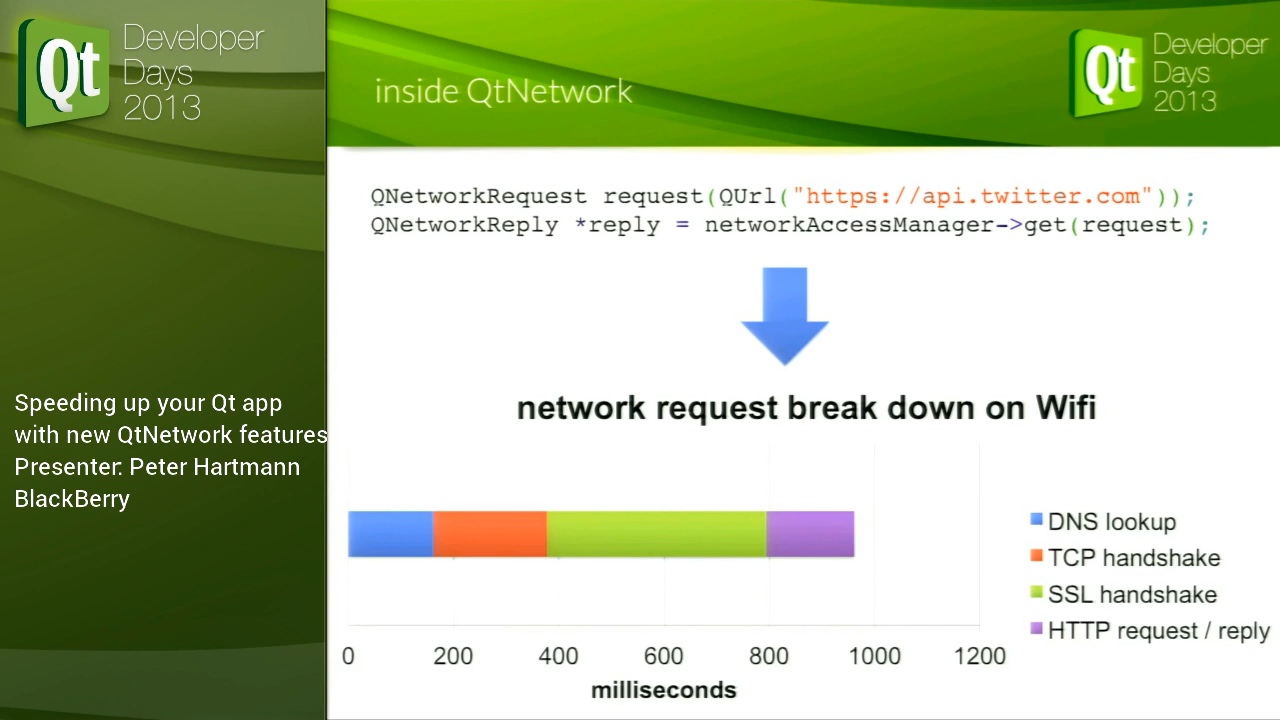 Qt Developer
Days
2013
inside QtNetwork
Qt Developer
Days
2013
QNetworkRequest request(QUrl("https://api.twitter.com"));
QNetworkReply *reply = networkAccessManager->get(request);
Speeding up your Qt app
with new QtNetwork features
Presenter: Peter Hartmann
BlackBerry
network request break down on Wifi
DNS lookup
TCP handshake
SSL handshake
HTTP request / reply
0 200 400 600 800 1000 1200
milliseconds